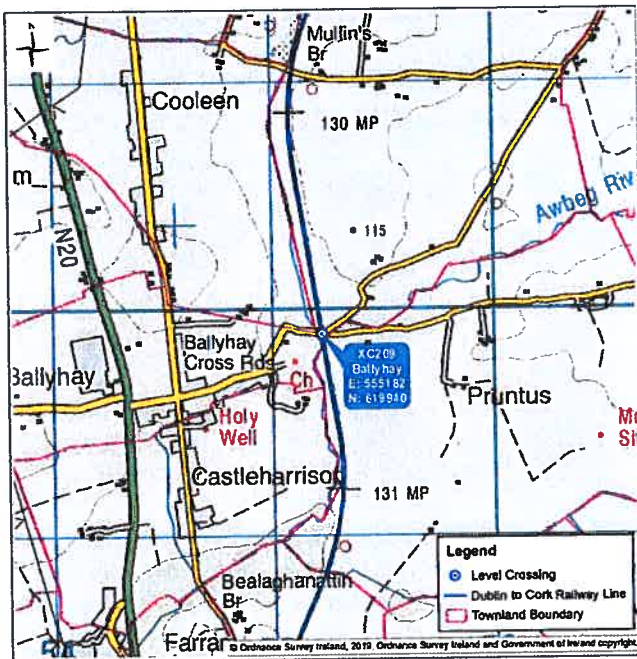 Mullin's
Br
Cooleen
130 MP
N20
115
Awbeg Riv
XC209
Ballyhay
E: 555182
N: 619940
Ballyhay
Cross Rds
Ch
Ballyhay
Pruntus
Holy
Well
Castleharrison
131 MP
Bealaghanattin
Br
Farran
Legend
Level Crossing
Dublin to Cork Railway Line
Townland Boundary
© Ordnance Survey Ireland, 2019, Ordnance Survey Ireland and Government of Ireland copyright.